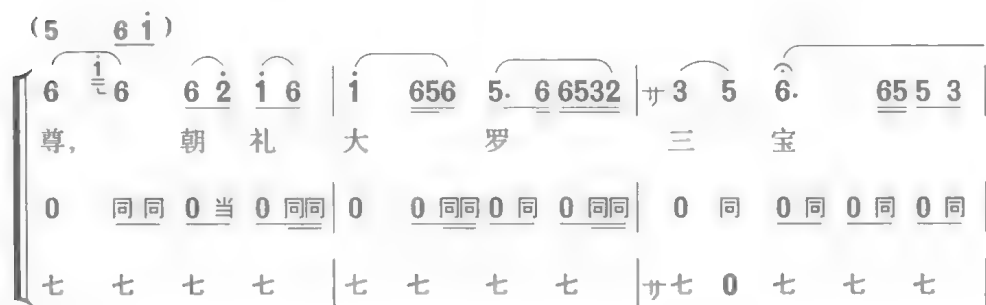 (5 6 i̇)
6 i̇ 6 6 2̇ i̇ 6 | i̇ 656 5. 6 6532 | サ 3 5 6. 65 5 3
尊， 朝 礼 大 罗 三 宝
0 同 同 0 当 0 同同 | 0 0 同同 0 同 0 同同 | 0 同 0 同 0 同 0 同
七 七 七 七 | 七 七 七 七 | サ 七 0 七 七 七